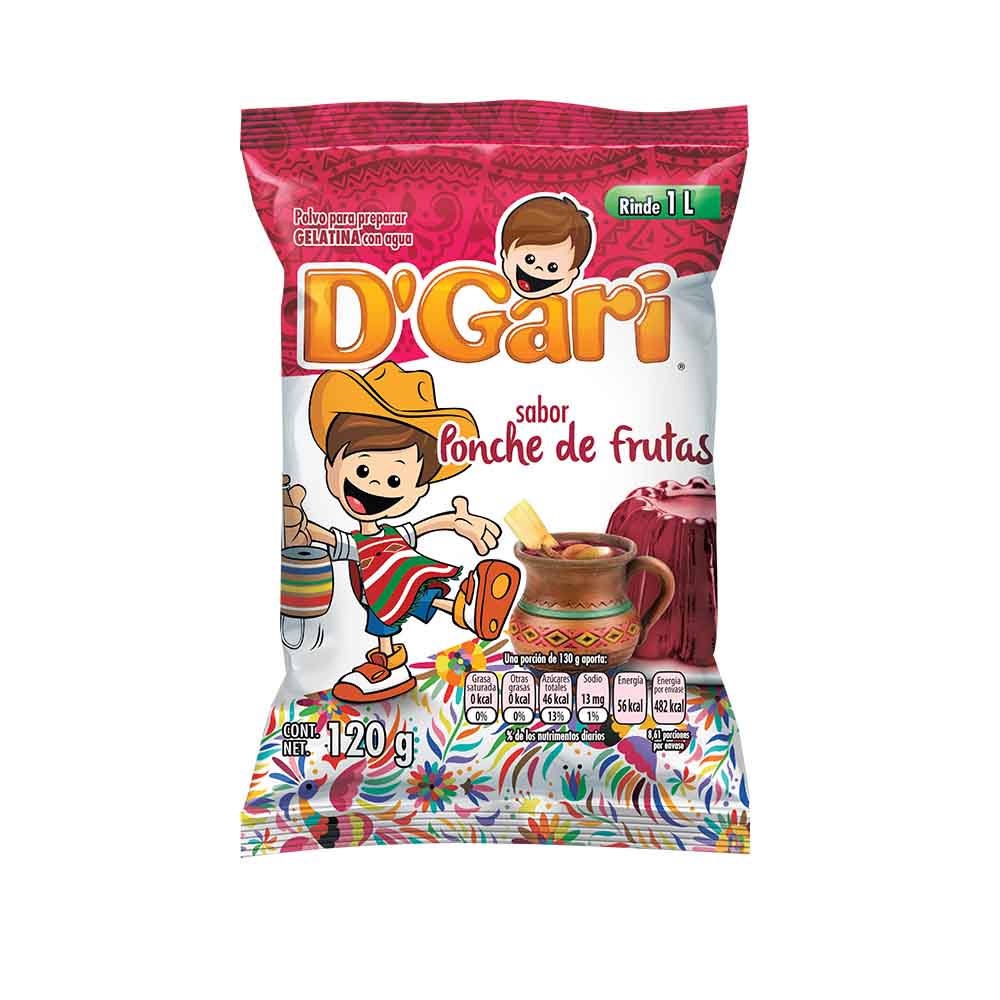 Polvo para preparar
GELATINA con agua
Rinde 1 L
D'Gari
®
sabor
Ponche de frutas
Una porción de 130 g aporta:
Grasa saturada 0 kcal 0%
Otras grasas 0 kcal 0%
Azúcares totales 46 kcal 13%
Sodio 13 mg 1%
Energía 56 kcal
Energía por envase 482 kcal
% de los nutrimentos diarios
8,61 porciones
por envase
CONT.
NET. 120 g